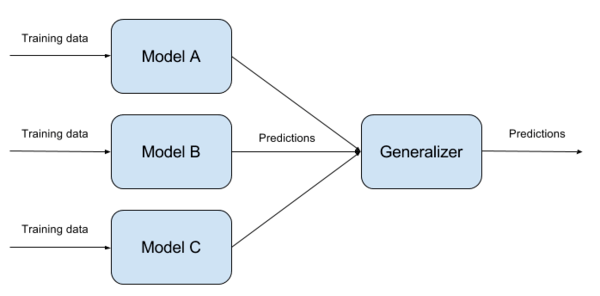 Training data
Model A
Training data
Model B
Predictions
Generalizer
Predictions
Training data
Model C